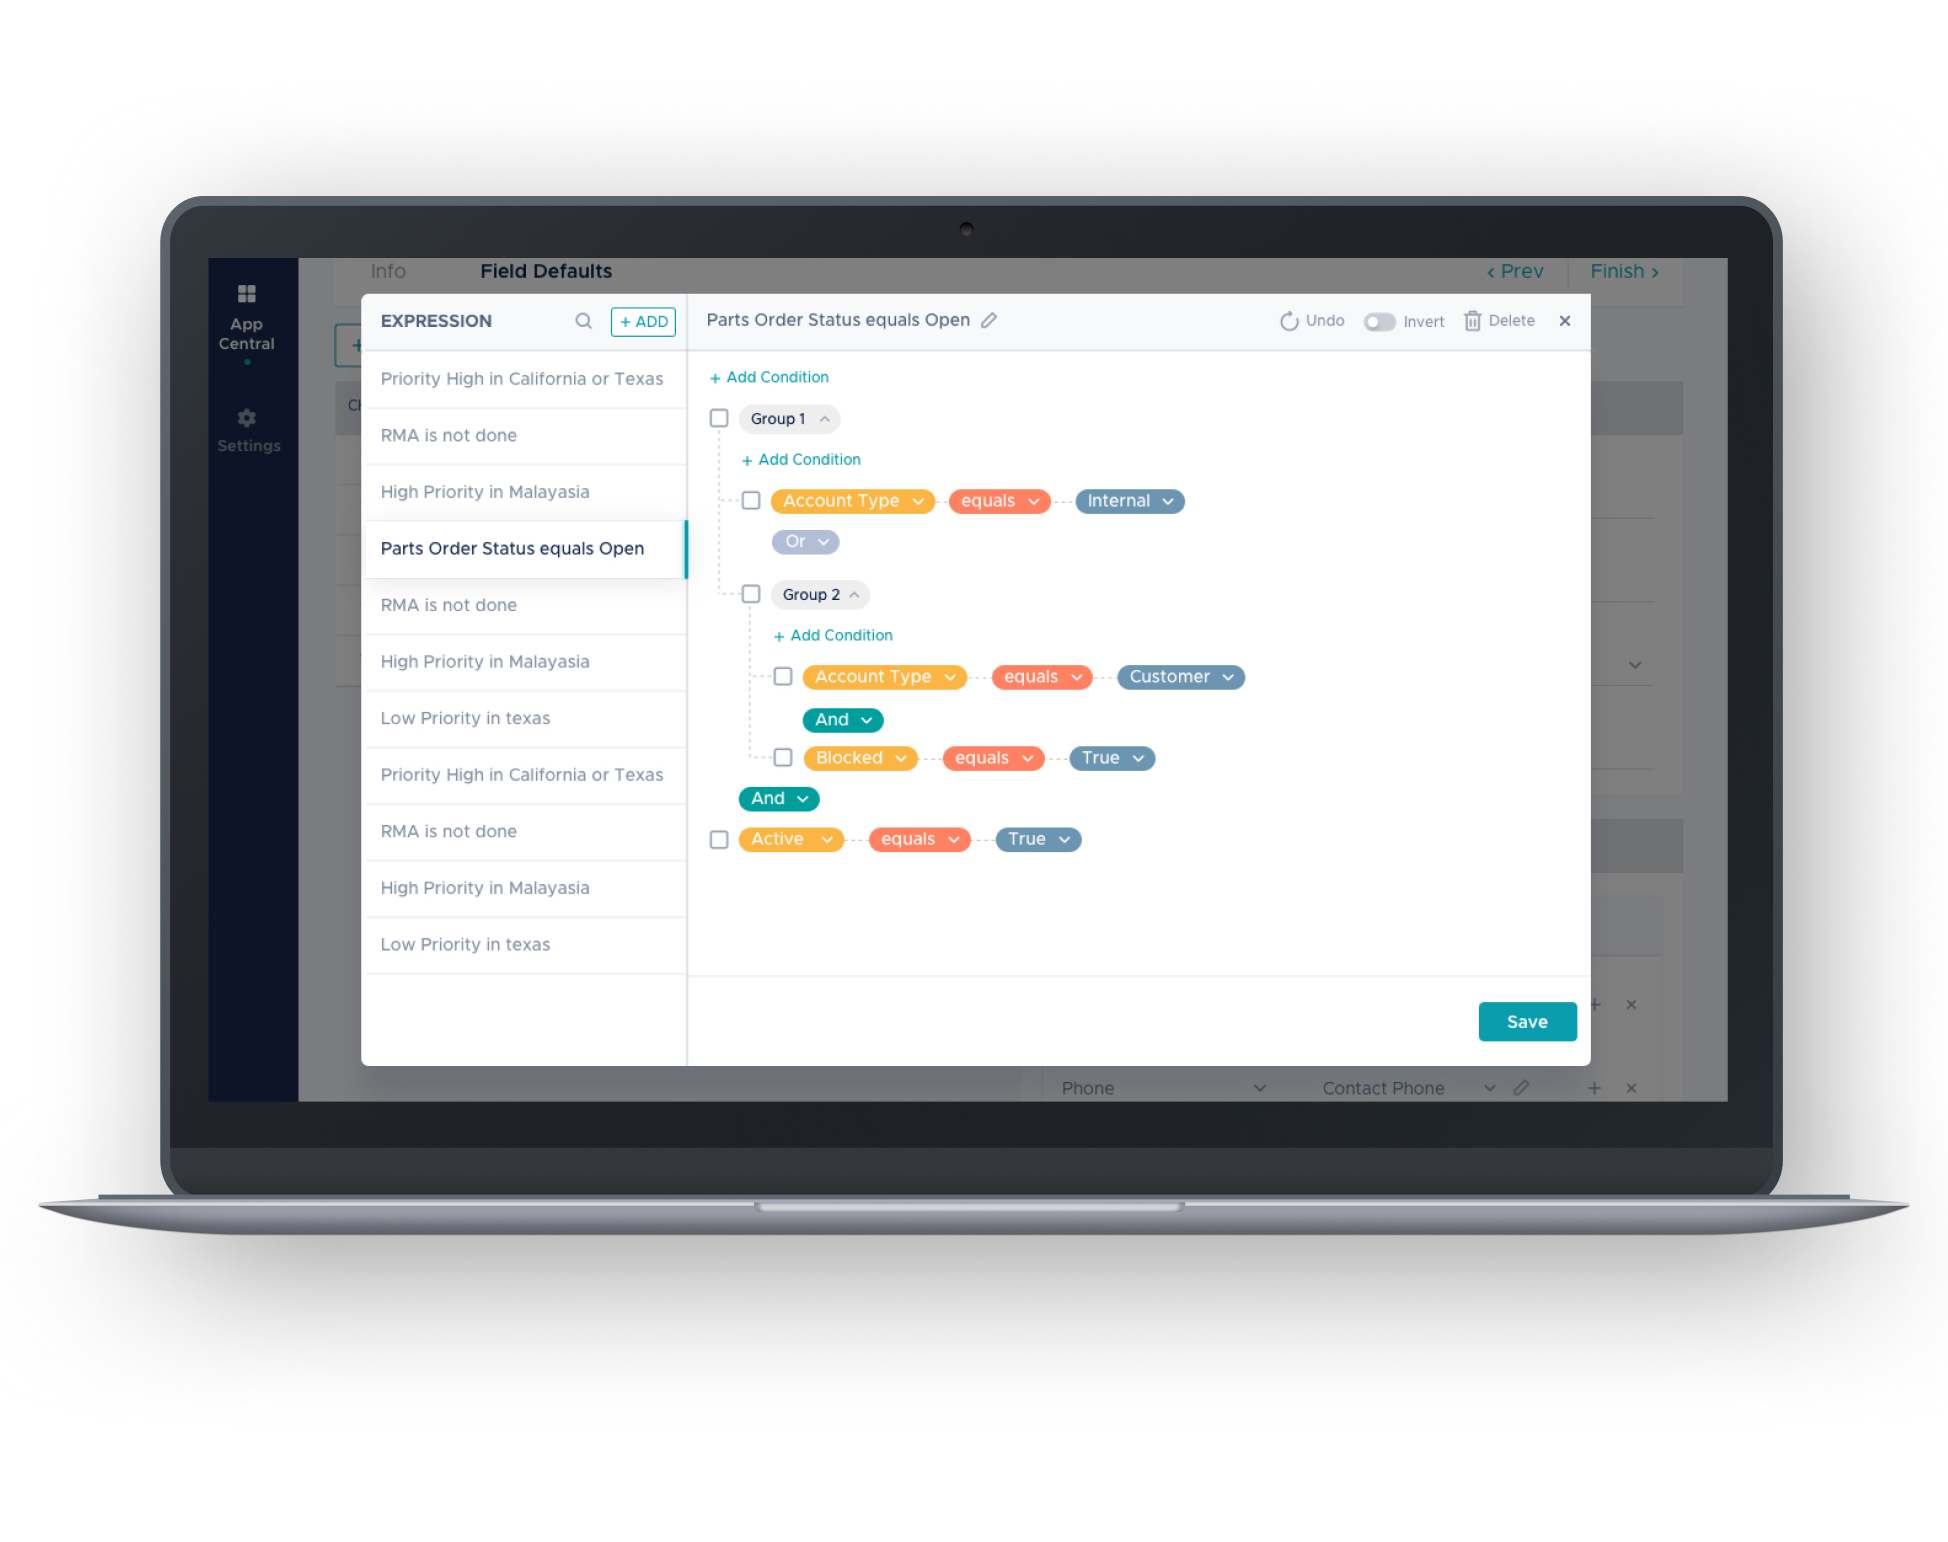 Info Field Defaults ‹ Prev Finish ›
App
Central
Settings
EXPRESSION + ADD
Priority High in California or Texas
RMA is not done
High Priority in Malayasia
Parts Order Status equals Open
RMA is not done
High Priority in Malayasia
Low Priority in texas
Priority High in California or Texas
RMA is not done
High Priority in Malayasia
Low Priority in texas
Parts Order Status equals Open Undo Invert Delete ×
+ Add Condition
Group 1
+ Add Condition
Account Type equals Internal
Or
Group 2
+ Add Condition
Account Type equals Customer
And
Blocked equals True
And
Active equals True
Save
Phone Contact Phone + ×